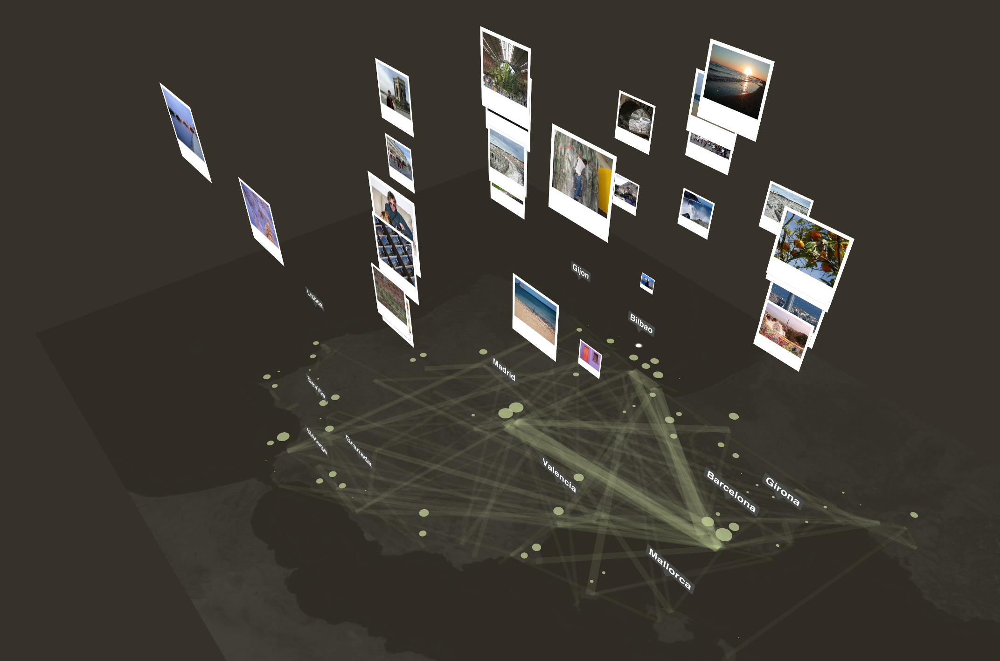 Gijon
Lisboa
Bilbao
Madrid
Sevilla
Malaga
Granada
Valencia
Barcelona
Girona
Mallorca